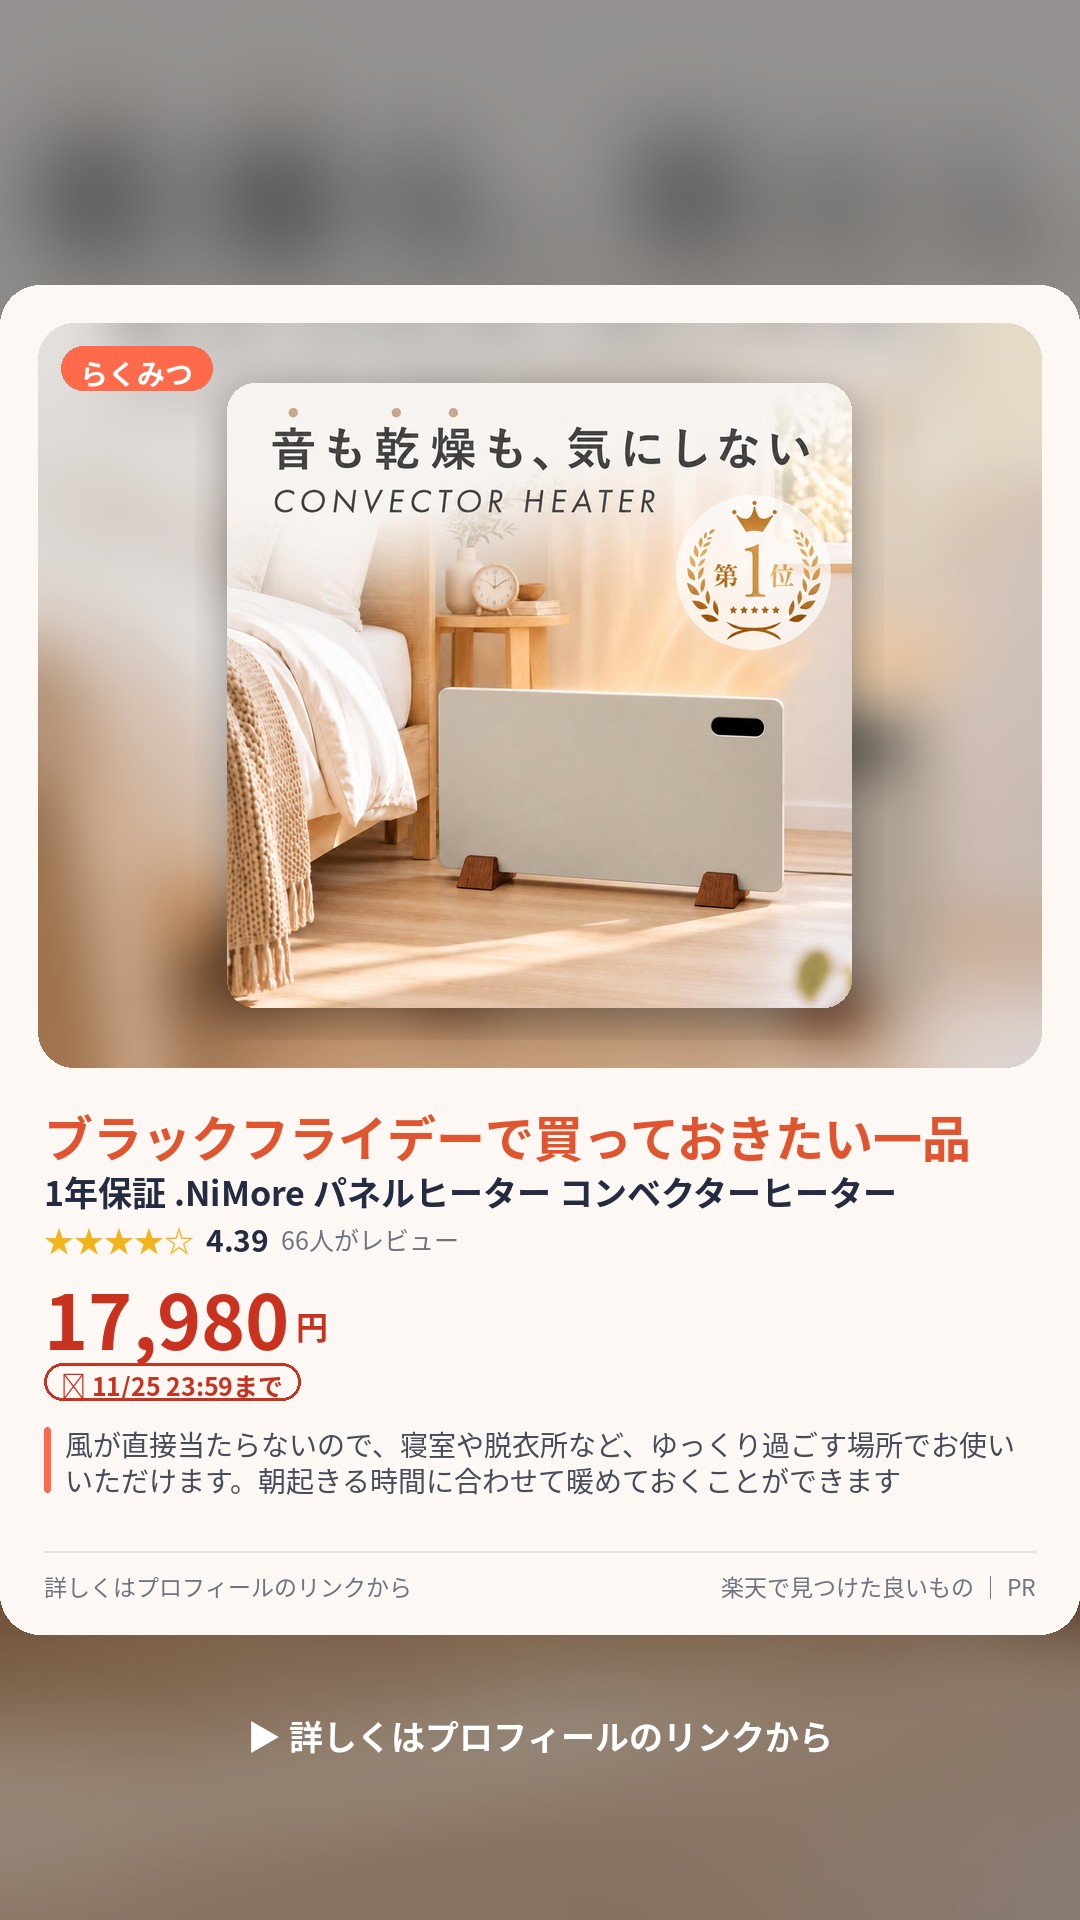 らくみつ
音も乾燥も、気にしない
CONVECTOR HEATER
第1位
★★★★★
ブラックフライデーで買っておきたい一品
1年保証 .NiMore パネルヒーター コンベクターヒーター
★★★★☆ 4.39 66人がレビュー
17,980円
11/25 23:59まで
風が直接当たらないので、寝室や脱衣所など、ゆっくり過ごす場所でお使い
いただけます。朝起きる時間に合わせて暖めておくことができます
詳しくはプロフィールのリンクから
楽天で見つけた良いもの｜PR
▶ 詳しくはプロフィールのリンクから